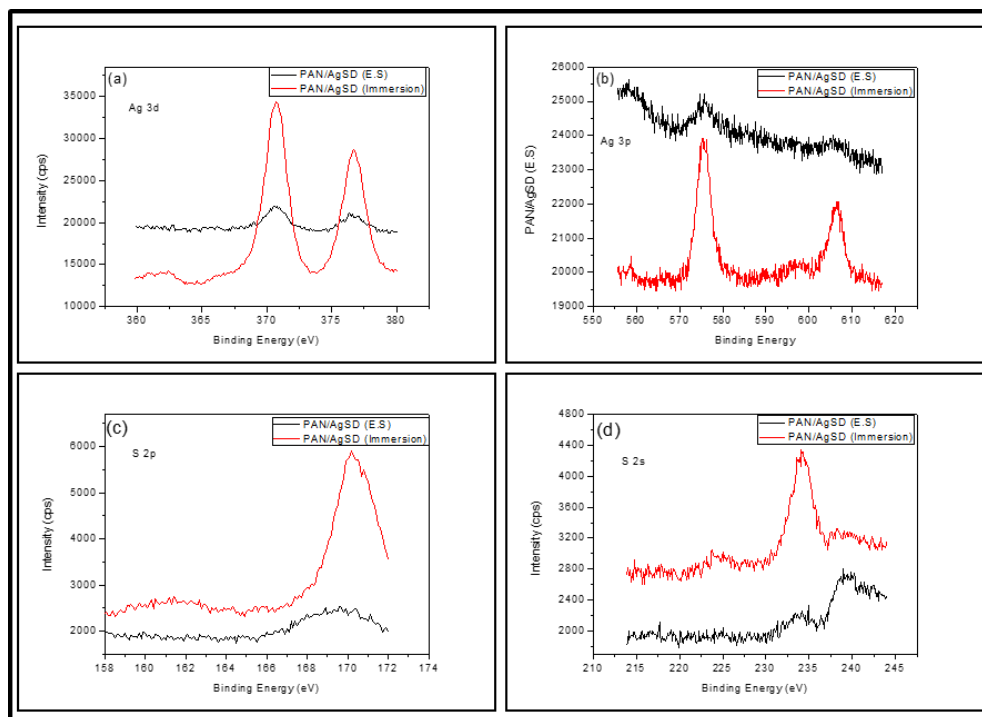 (a)
Ag 3d
PAN/AgSD (E.S)
PAN/AgSD (Immersion)
35000
30000
25000
20000
15000
10000
Intensity (cps)
360 365 370 375 380
Binding Energy (eV)
(b)
Ag 3p
PAN/AgSD (E.S)
PAN/AgSD (Immersion)
26000
25000
24000
23000
22000
21000
20000
19000
PAN/AgSD (E.S)
550 560 570 580 590 600 610 620
Binding Energy
(c)
S 2p
PAN/AgSD (E.S)
PAN/AgSD (Immersion)
6000
5000
4000
3000
2000
Intensity (cps)
158 160 162 164 166 168 170 172 174
Binding Energy (eV)
(d)
S 2s
PAN/AgSD (E.S)
PAN/AgSD (Immersion)
4800
4400
3600
3200
2800
2400
2000
Intensity (cps)
210 215 220 225 230 235 240 245
Binding Energy (eV)